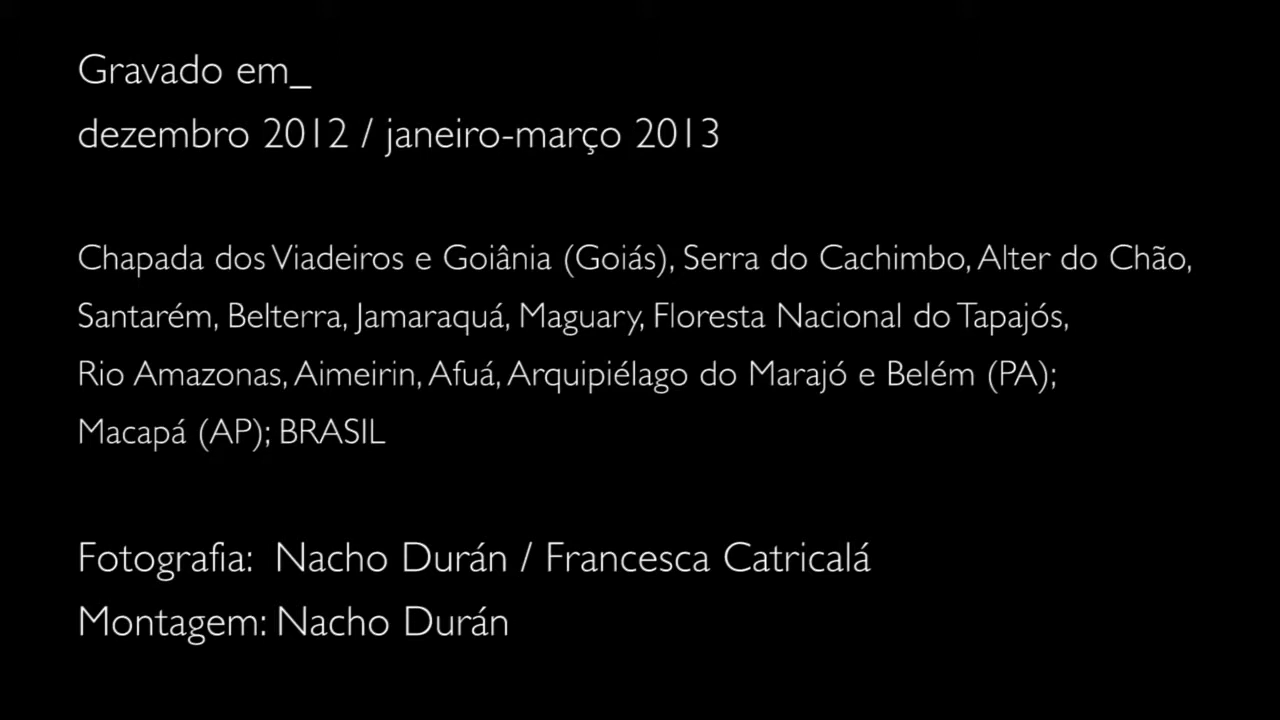 Gravado em_
dezembro 2012 / janeiro-março 2013
Chapada dos Viadeiros e Goiânia (Goiás), Serra do Cachimbo, Alter do Chão,
Santarém, Belterra, Jamaraquá, Maguary, Floresta Nacional do Tapajós,
Rio Amazonas, Aimeirin, Afuá, Arquipiélago do Marajó e Belém (PA);
Macapá (AP); BRASIL
Fotografia: Nacho Durán / Francesca Catricalá
Montagem: Nacho Durán